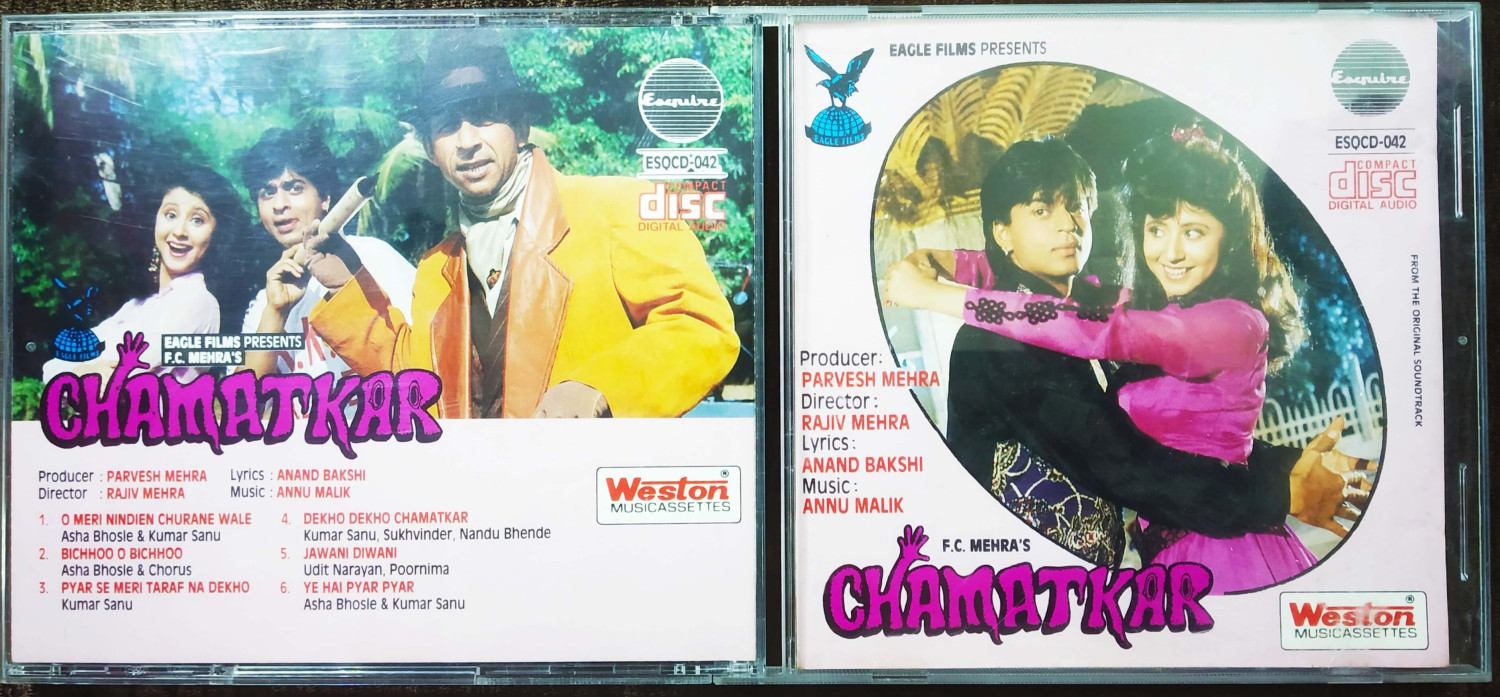 Esquire
ESQCD-042
COMPACT
disc
DIGITAL AUDIO
EAGLE FILMS
EAGLE FILMS PRESENTS
F.C. MEHRA'S
CHAMATKAR
Producer : PARVESH MEHRA
Director : RAJIV MEHRA
Lyrics : ANAND BAKSHI
Music : ANNU MALIK
1. O MERI NINDIEN CHURANE WALE
Asha Bhosle & Kumar Sanu
2. BICHHOO O BICHHOO
Asha Bhosle & Chorus
3. PYAR SE MERI TARAF NA DEKHO
Kumar Sanu
4. DEKHO DEKHO CHAMATKAR
Kumar Sanu, Sukhvinder, Nandu Bhende
5. JAWANI DIWANI
Udit Narayan, Poornima
6. YE HAI PYAR PYAR
Asha Bhosle & Kumar Sanu
Weston®
MUSICASSETTES
EAGLE FILMS PRESENTS
EAGLE FILMS
Esquire
ESQCD-042
COMPACT
disc
DIGITAL AUDIO
FROM THE ORIGINAL SOUNDTRACK
Producer:
PARVESH MEHRA
Director :
RAJIV MEHRA
Lyrics :
ANAND BAKSHI
Music :
ANNU MALIK
F.C. MEHRA'S
CHAMATKAR
Weston®
MUSICASSETTES